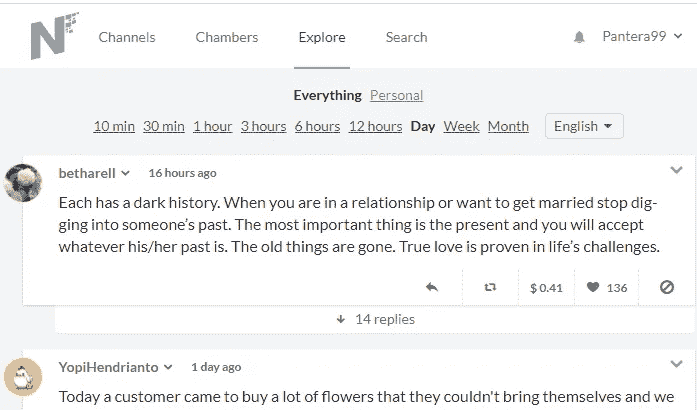 N
Channels Chambers Explore Search Pantera99
Everything Personal
10 min 30 min 1 hour 3 hours 6 hours 12 hours Day Week Month English
betharell 16 hours ago
Each has a dark history. When you are in a relationship or want to get married stop dig-
ging into someone's past. The most important thing is the present and you will accept
whatever his/her past is. The old things are gone. True love is proven in life's challenges.
$ 0.41 136
14 replies
YopiHendrianto 1 day ago
Today a customer came to buy a lot of flowers that they couldn't bring themselves and we